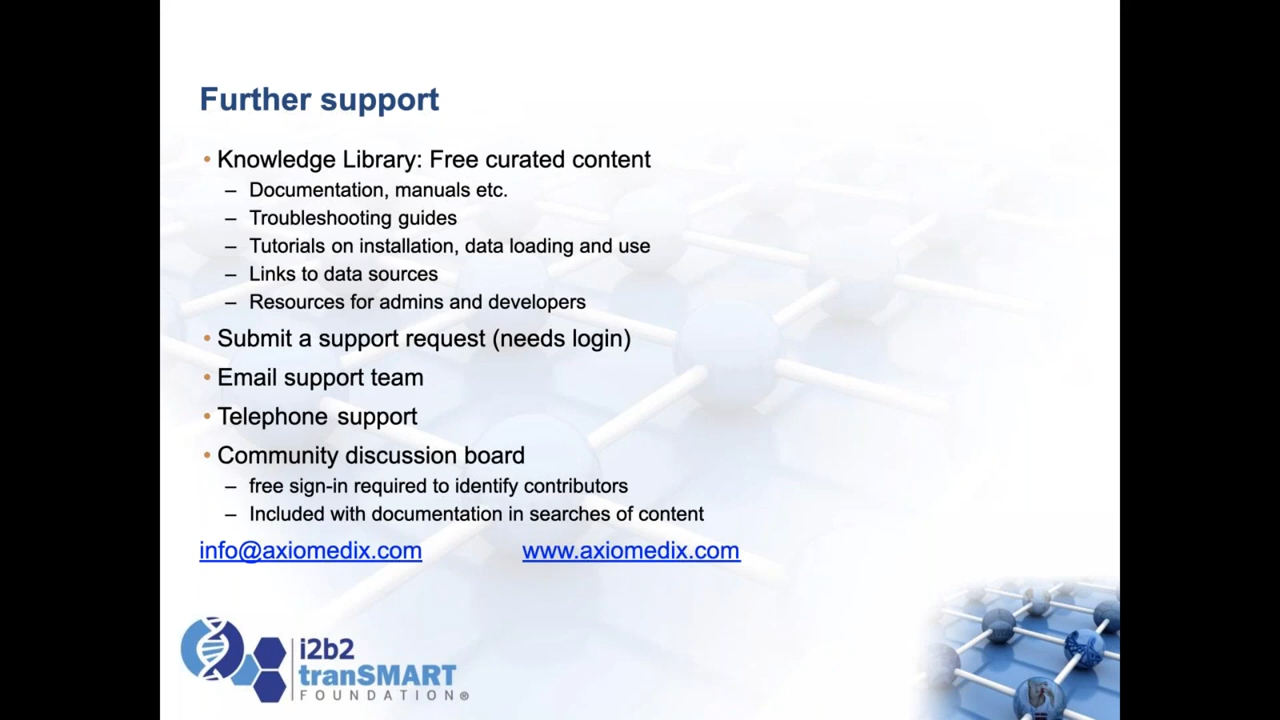 Further support
• Knowledge Library: Free curated content
– Documentation, manuals etc.
– Troubleshooting guides
– Tutorials on installation, data loading and use
– Links to data sources
– Resources for admins and developers
• Submit a support request (needs login)
• Email support team
• Telephone support
• Community discussion board
– free sign-in required to identify contributors
– Included with documentation in searches of content
info@axiomedix.com www.axiomedix.com
i2b2
tranSMART
FOUNDATION®